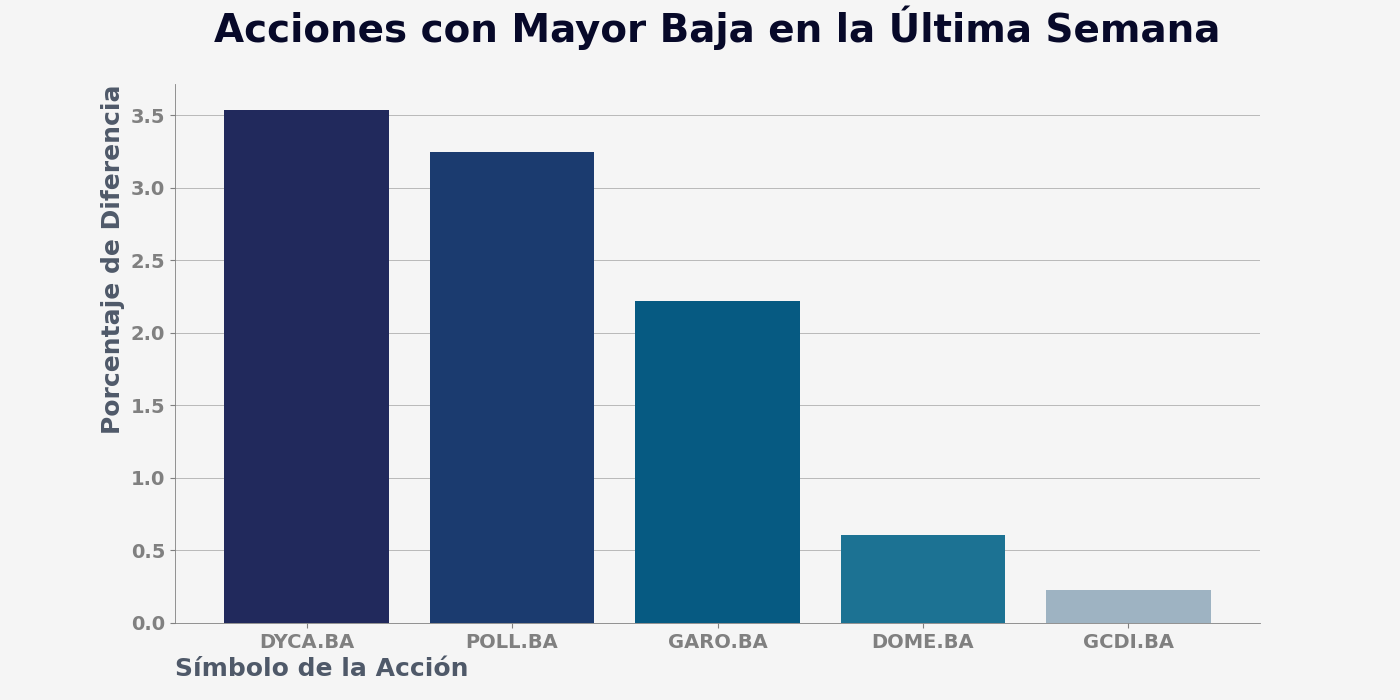 Acciones con Mayor Baja en la Última Semana
Porcentaje de Diferencia
3.5
3.0
2.5
2.0
1.5
1.0
0.5
0.0
DYCA.BA POLL.BA GARO.BA DOME.BA GCDI.BA
Símbolo de la Acción